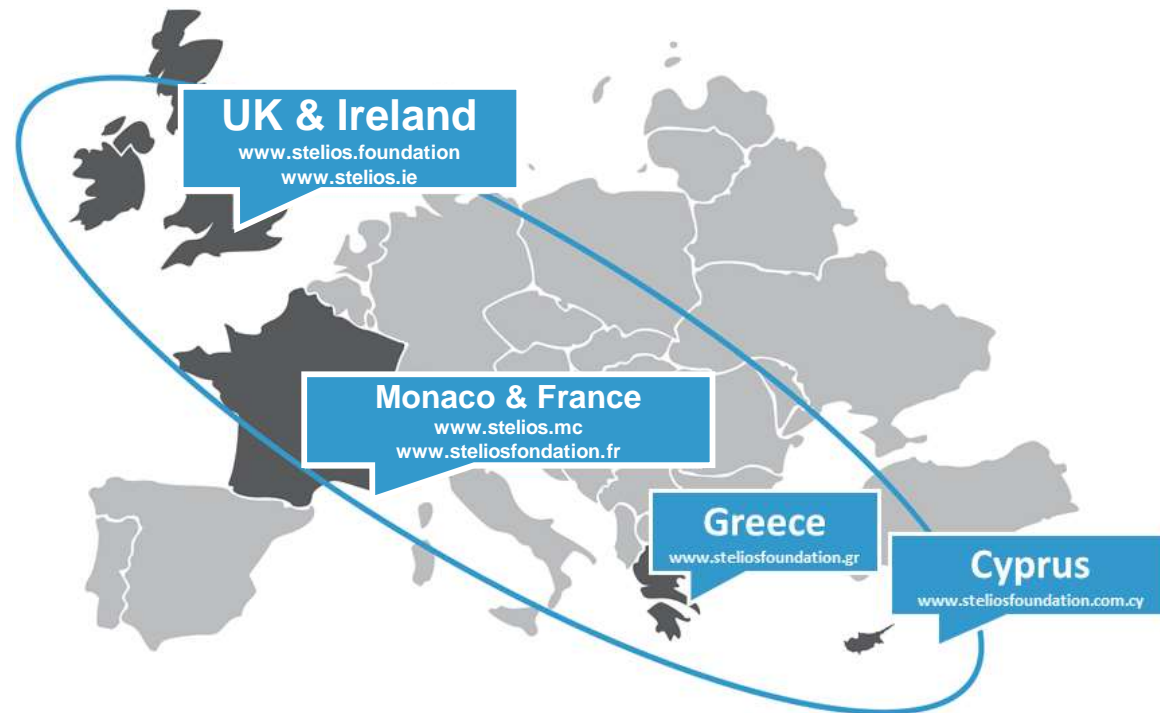 UK & Ireland
www.stelios.foundation
www.stelios.ie
Monaco & France
www.stelios.mc
www.steliosfondation.fr
Greece
www.steliosfoundation.gr
Cyprus
www.steliosfoundation.com.cy